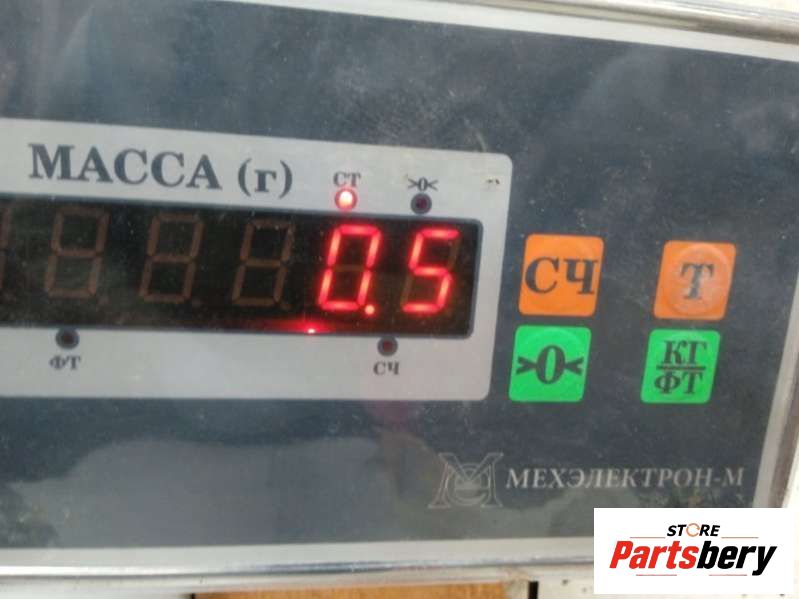 МАССА (г)
СТ >0<
0.5
ФТ СЧ
СЧ Т
>0< КГ
ФТ
МЕХЭЛЕКТРОН-М
STORE
Partsbery